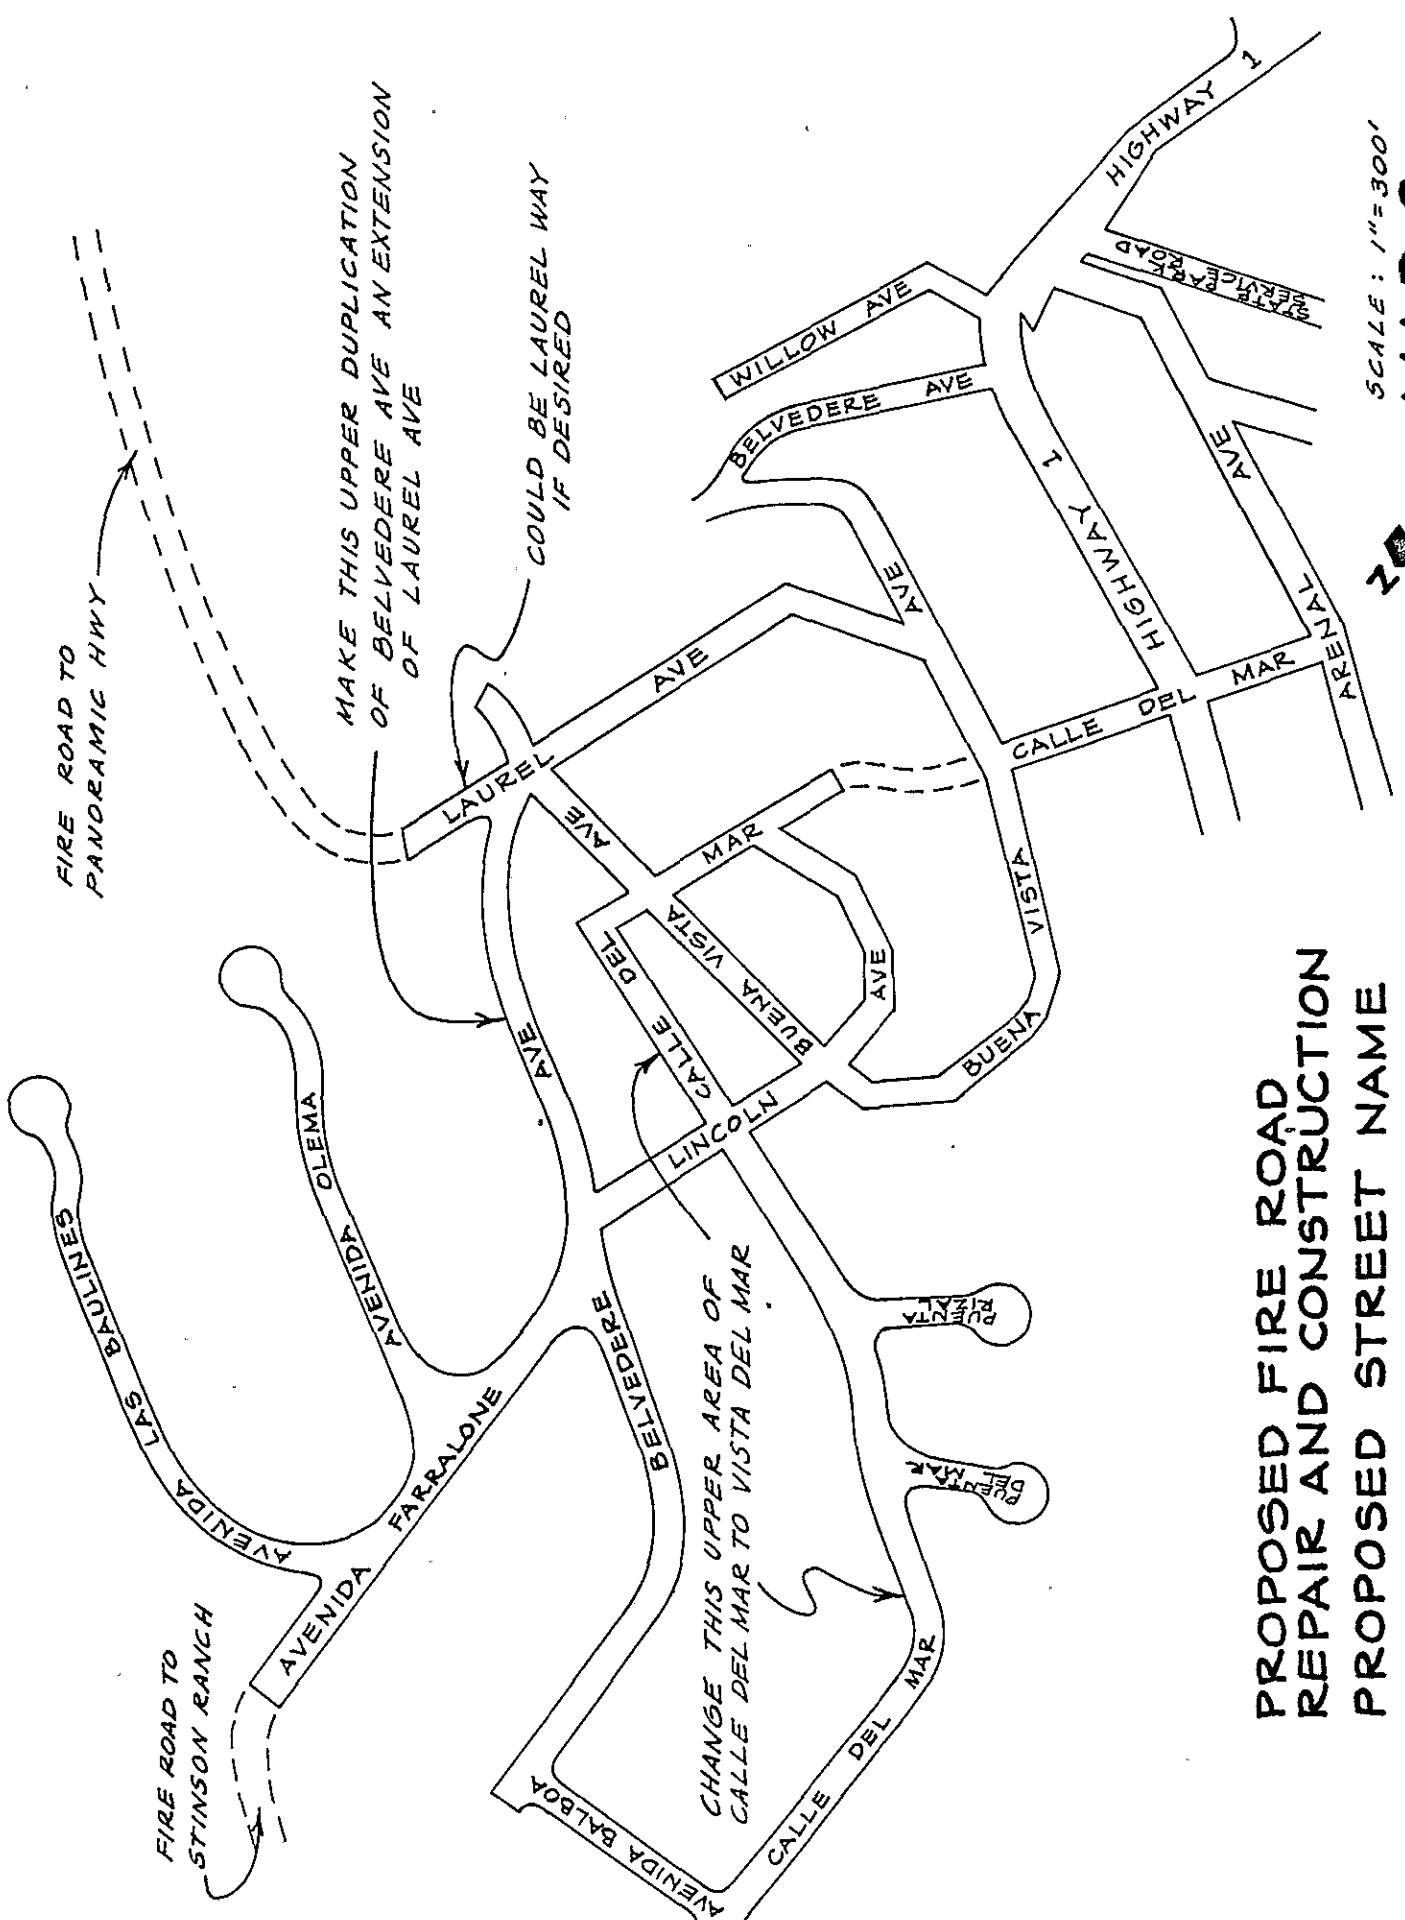 FIRE ROAD TO
PANORAMIC HWY
MAKE THIS UPPER DUPLICATION
OF BELVEDERE AVE AN EXTENSION
OF LAUREL AVE
COULD BE LAUREL WAY
IF DESIRED
FIRE ROAD TO
STINSON RANCH
CHANGE THIS UPPER AREA OF
CALLE DEL MAR TO VISTA DEL MAR
AVENIDA LAS BAULINES
AVENIDA OLEMA
AVENIDA FARRALONE
AVENIDA BALBOA
BELVEDERE AVE
LAUREL AVE
LINCOLN AVE
CALLE DEL MAR
BUENA VISTA AVE
CALLE DEL MAR
PUENTA
DEL MAR
PUENTA
RIZAL
BUENA VISTA AVE
CALLE DEL MAR
BELVEDERE AVE
WILLOW AVE
HIGHWAY 1
HIGHWAY 1
ARENAL AVE
STATE PARK
SERVICE ROAD
PROPOSED FIRE ROAD
REPAIR AND CONSTRUCTION
PROPOSED STREET NAME
SCALE: 1"=300'
N